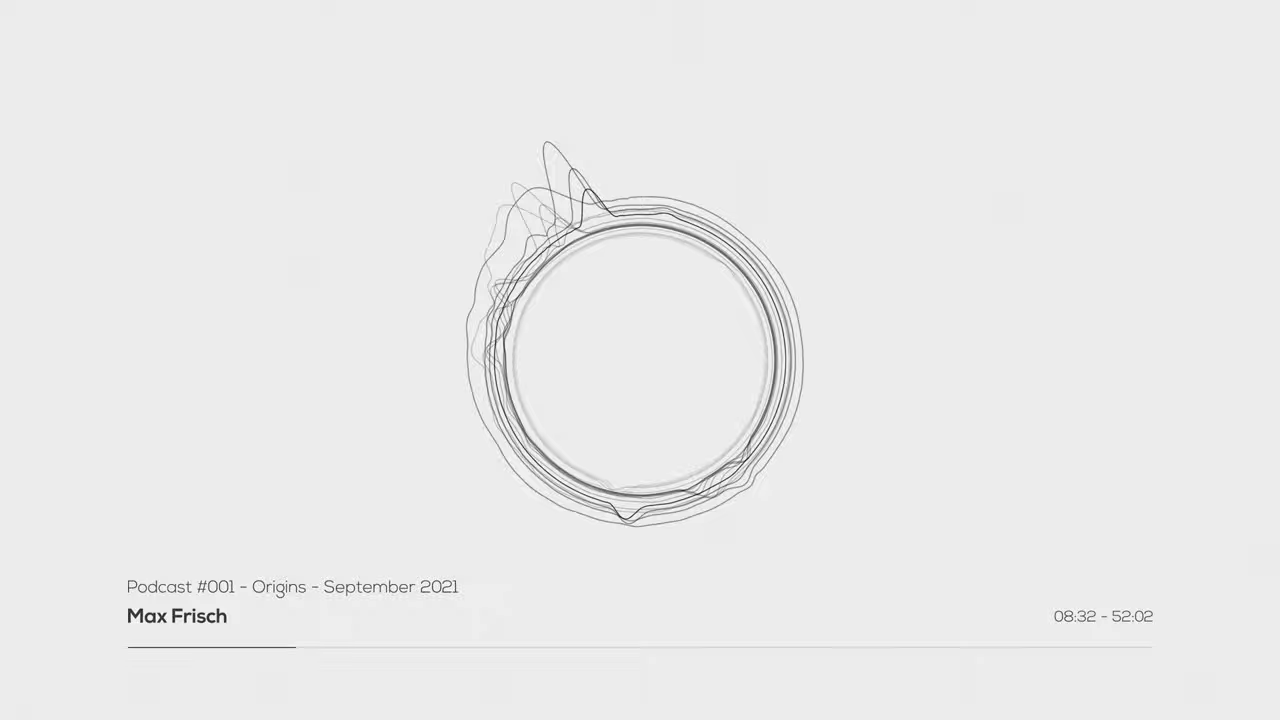 Podcast #001 - Origins - September 2021
Max Frisch
08:32 - 52:02